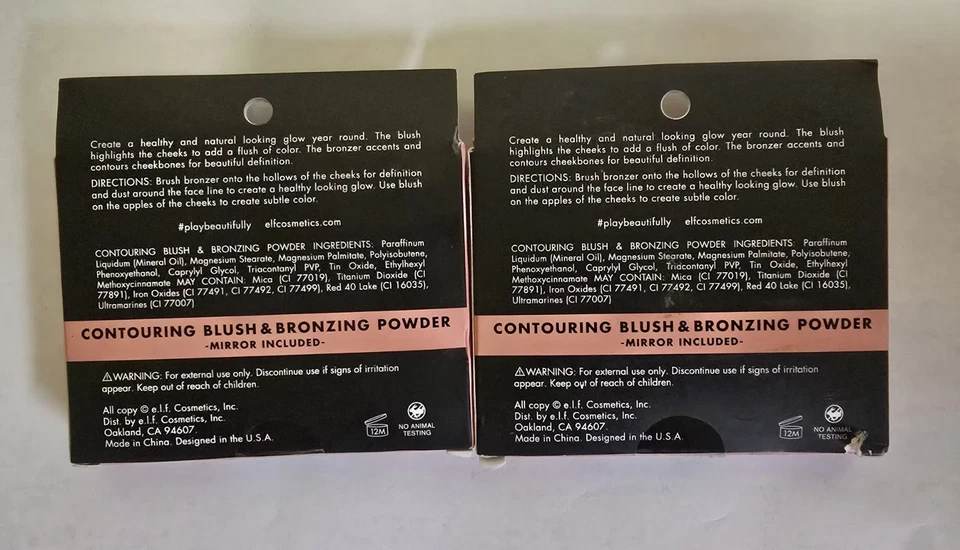 Create a healthy and natural looking glow year round. The blush
highlights the cheeks to add a flush of color. The bronzer accents and
contours cheekbones for beautiful definition.
DIRECTIONS: Brush bronzer onto the hollows of the cheeks for definition
and dust around the face line to create a healthy looking glow. Use blush
on the apples of the cheeks to create subtle color.
#playbeautifully elfcosmetics.com
CONTOURING BLUSH & BRONZING POWDER INGREDIENTS: Paraffinum
Liquidum (Mineral Oil), Magnesium Stearate, Magnesium Palmitate, Polyisobutene,
Phenoxyethanol, Caprylyl Glycol, Triacontanyl PVP, Tin Oxide, Ethylhexyl
Methoxycinnamate MAY CONTAIN: Mica (CI 77019), Titanium Dioxide (CI
77891), Iron Oxides (CI 77491, CI 77492, CI 77499), Red 40 Lake (CI 16035),
Ultramarines (CI 77007)
CONTOURING BLUSH & BRONZING POWDER
-MIRROR INCLUDED-
⚠WARNING: For external use only. Discontinue use if signs of irritation
appear. Keep out of reach of children.
All copy © e.l.f. Cosmetics, Inc.
Dist. by e.l.f. Cosmetics, Inc.
Oakland, CA 94607.
Made in China. Designed in the U.S.A.
12M
NO ANIMAL
TESTING
Create a healthy and natural looking glow year round. The blush
highlights the cheeks to add a flush of color. The bronzer accents and
contours cheekbones for beautiful definition.
DIRECTIONS: Brush bronzer onto the hollows of the cheeks for definition
and dust around the face line to create a healthy looking glow. Use blush
on the apples of the cheeks to create subtle color.
#playbeautifully elfcosmetics.com
CONTOURING BLUSH & BRONZING POWDER INGREDIENTS: Paraffinum
Liquidum (Mineral Oil), Magnesium Stearate, Magnesium Palmitate, Polyisobutene,
Phenoxyethanol, Caprylyl Glycol, Triacontanyl PVP, Tin Oxide, Ethylhexyl
Methoxycinnamate MAY CONTAIN: Mica (CI 77019), Titanium Dioxide (CI
77891), Iron Oxides (CI 77491, CI 77492, CI 77499), Red 40 Lake (CI 16035),
Ultramarines (CI 77007)
CONTOURING BLUSH & BRONZING POWDER
-MIRROR INCLUDED-
⚠WARNING: For external use only. Discontinue use if signs of irritation
appear. Keep out of reach of children.
All copy © e.l.f. Cosmetics, Inc.
Dist. by e.l.f. Cosmetics, Inc.
Oakland, CA 94607.
Made in China. Designed in the U.S.A.
12M
NO ANIMAL
TESTING